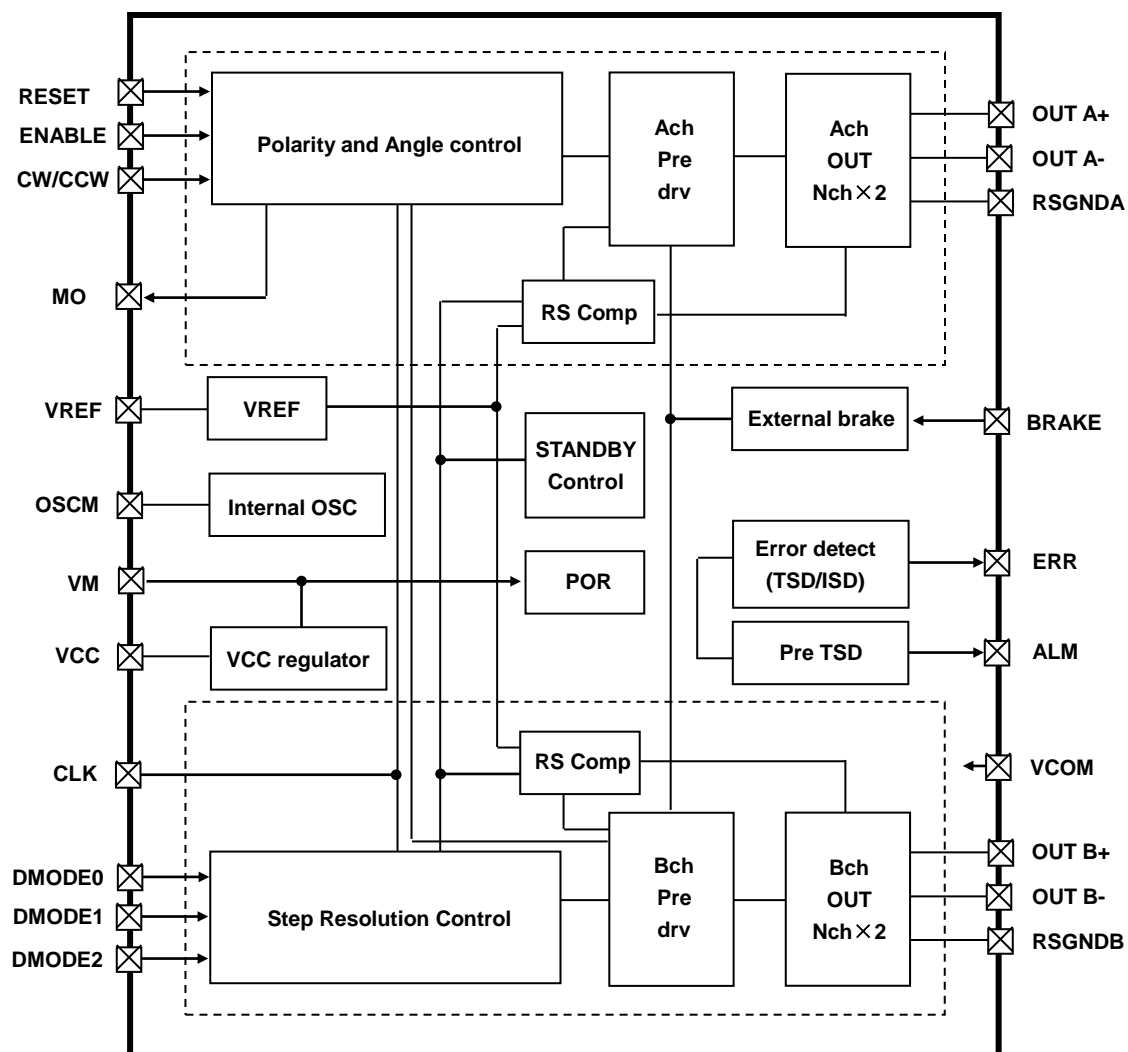 RESET
ENABLE
CW/CCW
MO
VREF
OSCM
VM
VCC
CLK
DMODE0
DMODE1
DMODE2
Polarity and Angle control
Ach
Pre
drv
Ach
OUT
Nch×2
RS Comp
VREF
STANDBY
Control
External brake
Internal OSC
POR
Error detect
(TSD/ISD)
VCC regulator
Pre TSD
RS Comp
Step Resolution Control
Bch
Pre
drv
Bch
OUT
Nch×2
OUT A+
OUT A-
RSGNDA
BRAKE
ERR
ALM
VCOM
OUT B+
OUT B-
RSGNDB